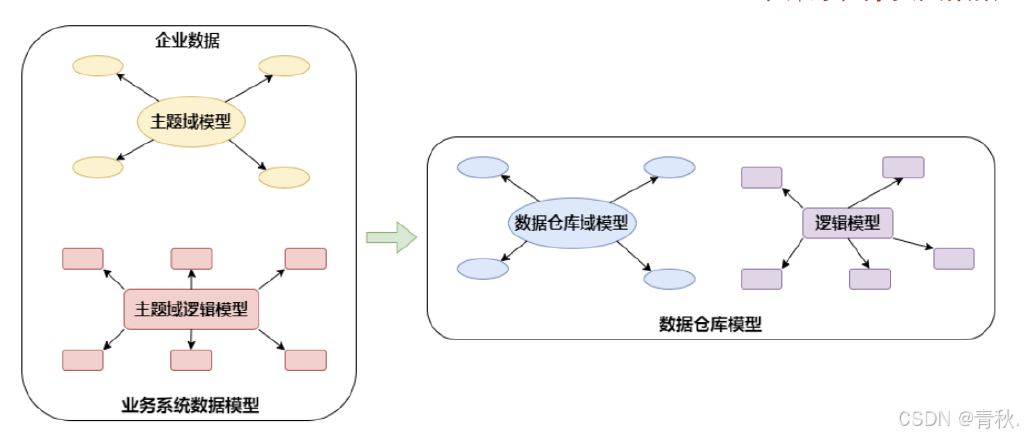 企业数据
主题域模型
主题域逻辑模型
业务系统数据模型
数据仓库域模型
逻辑模型
数据仓库模型
CSDN @青秋.